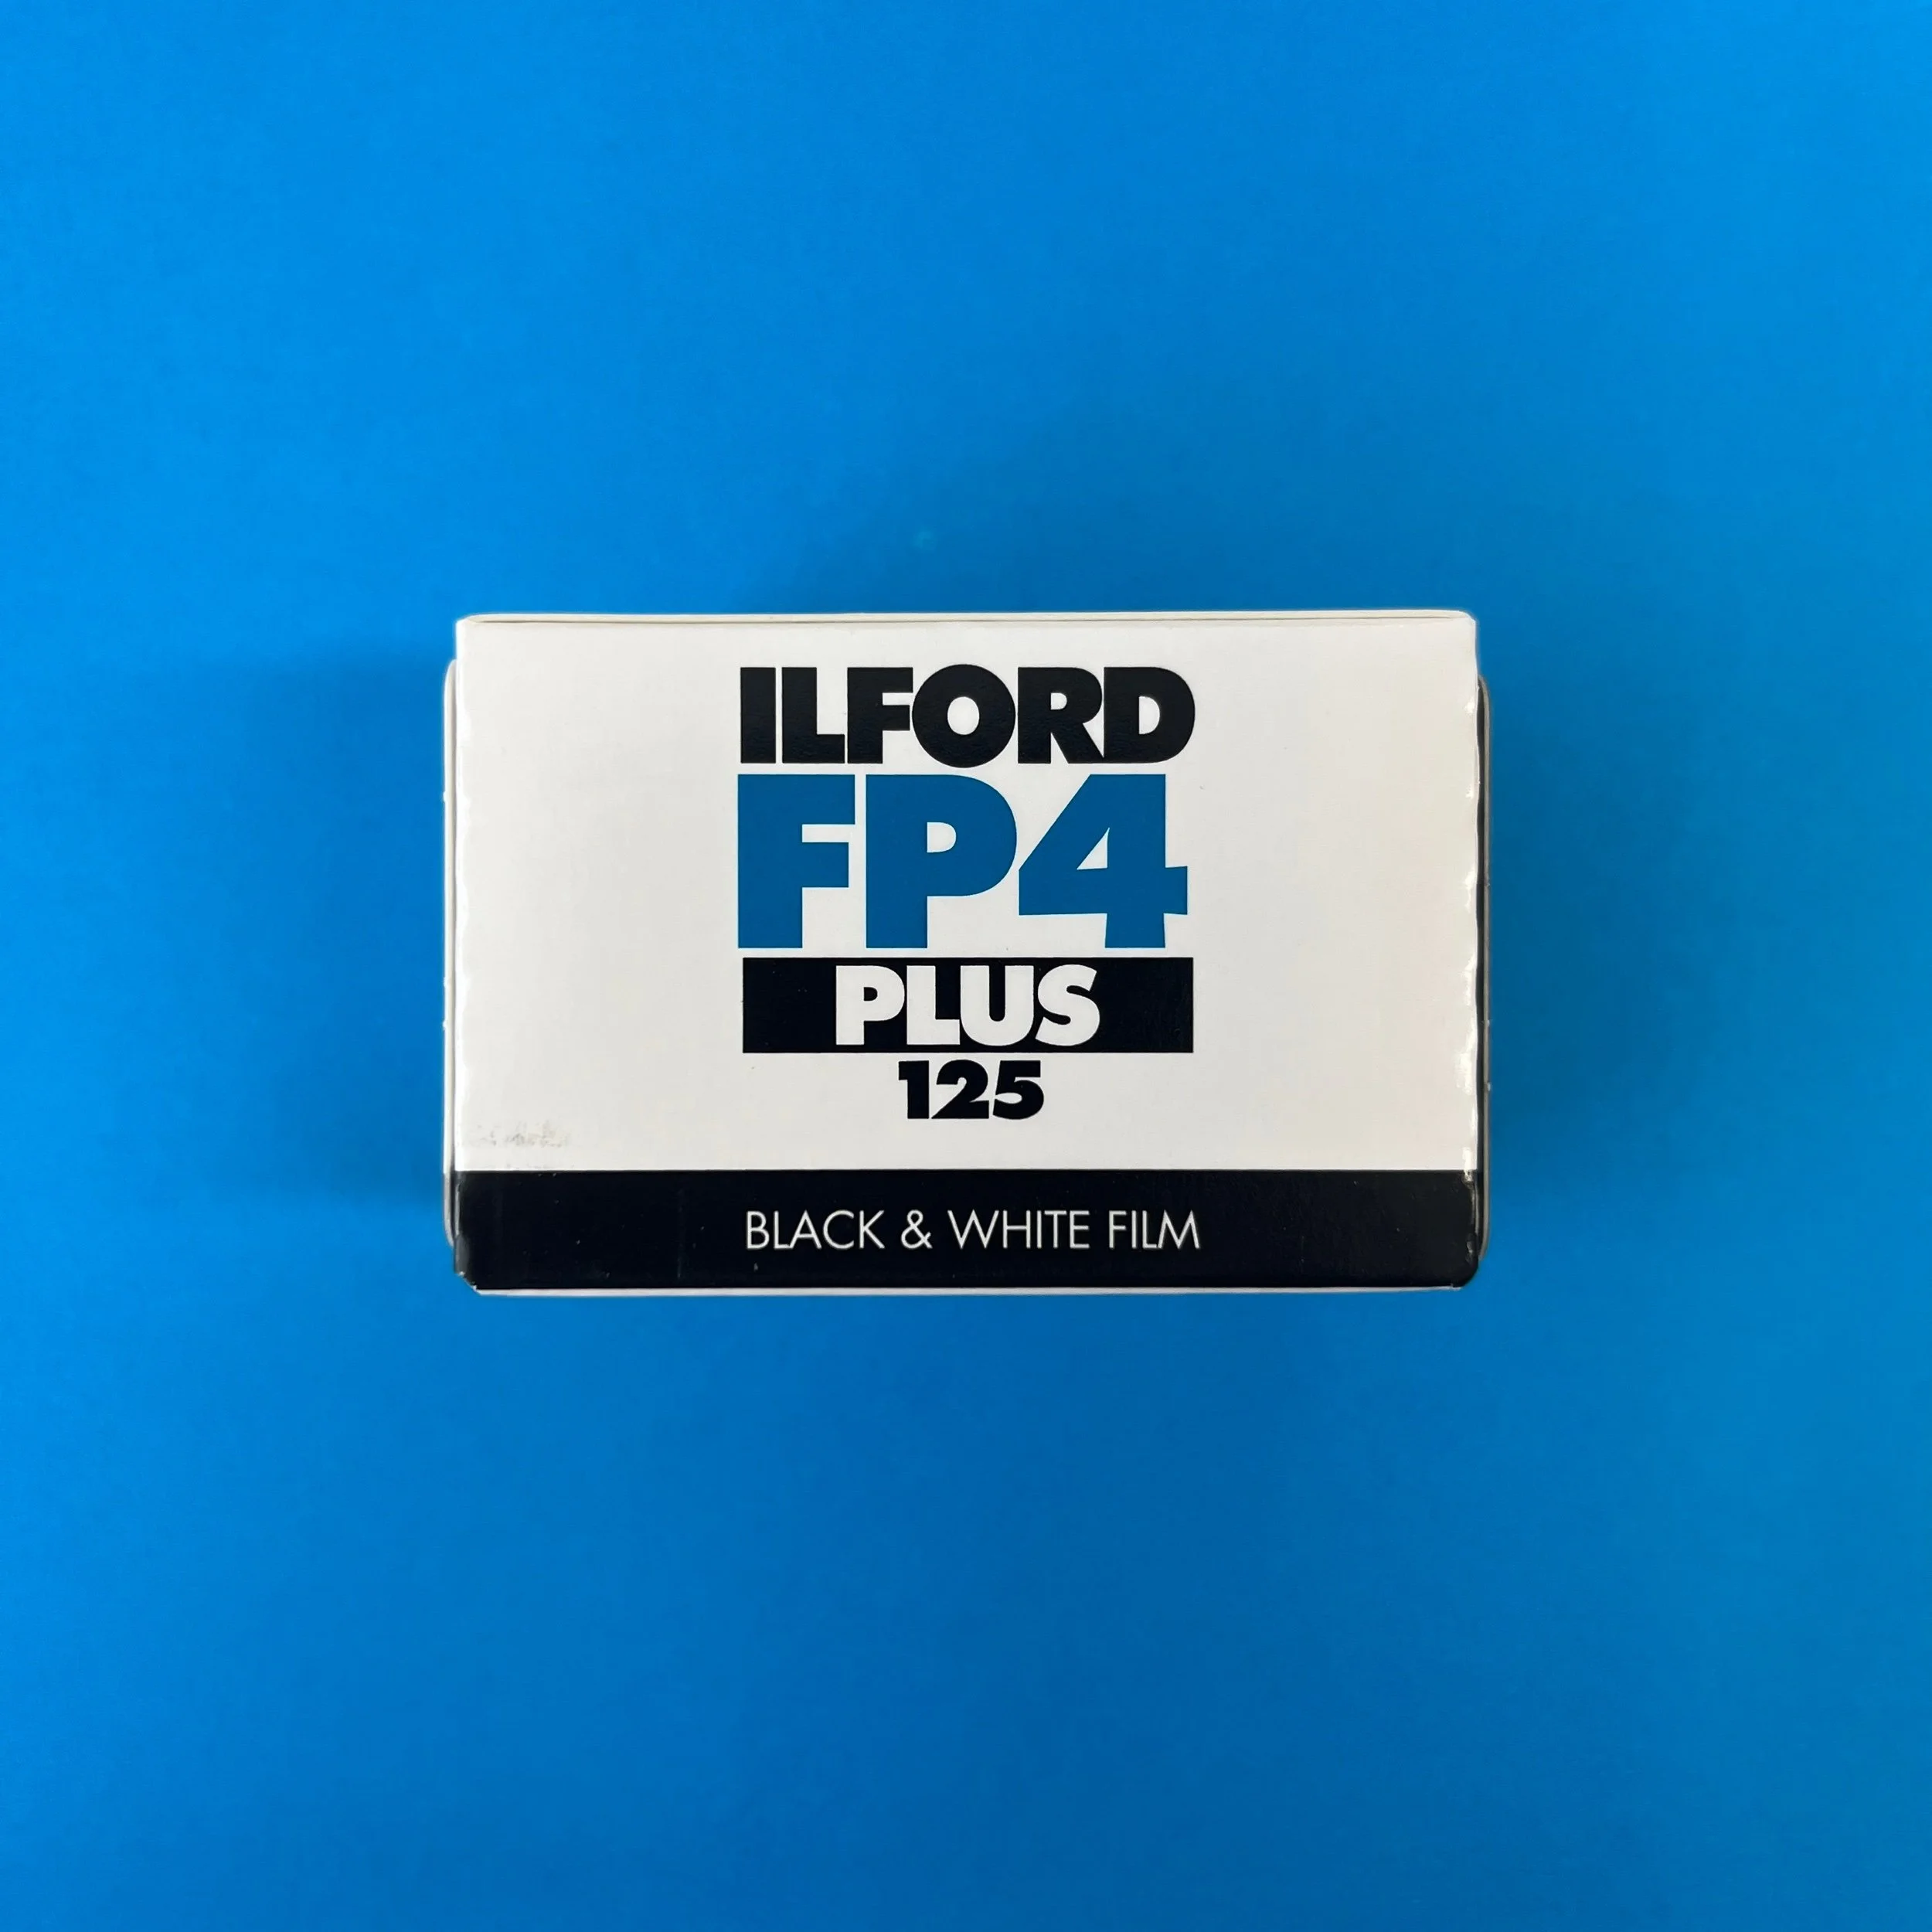 ILFORD
FP4
PLUS
125
BLACK & WHITE FILM